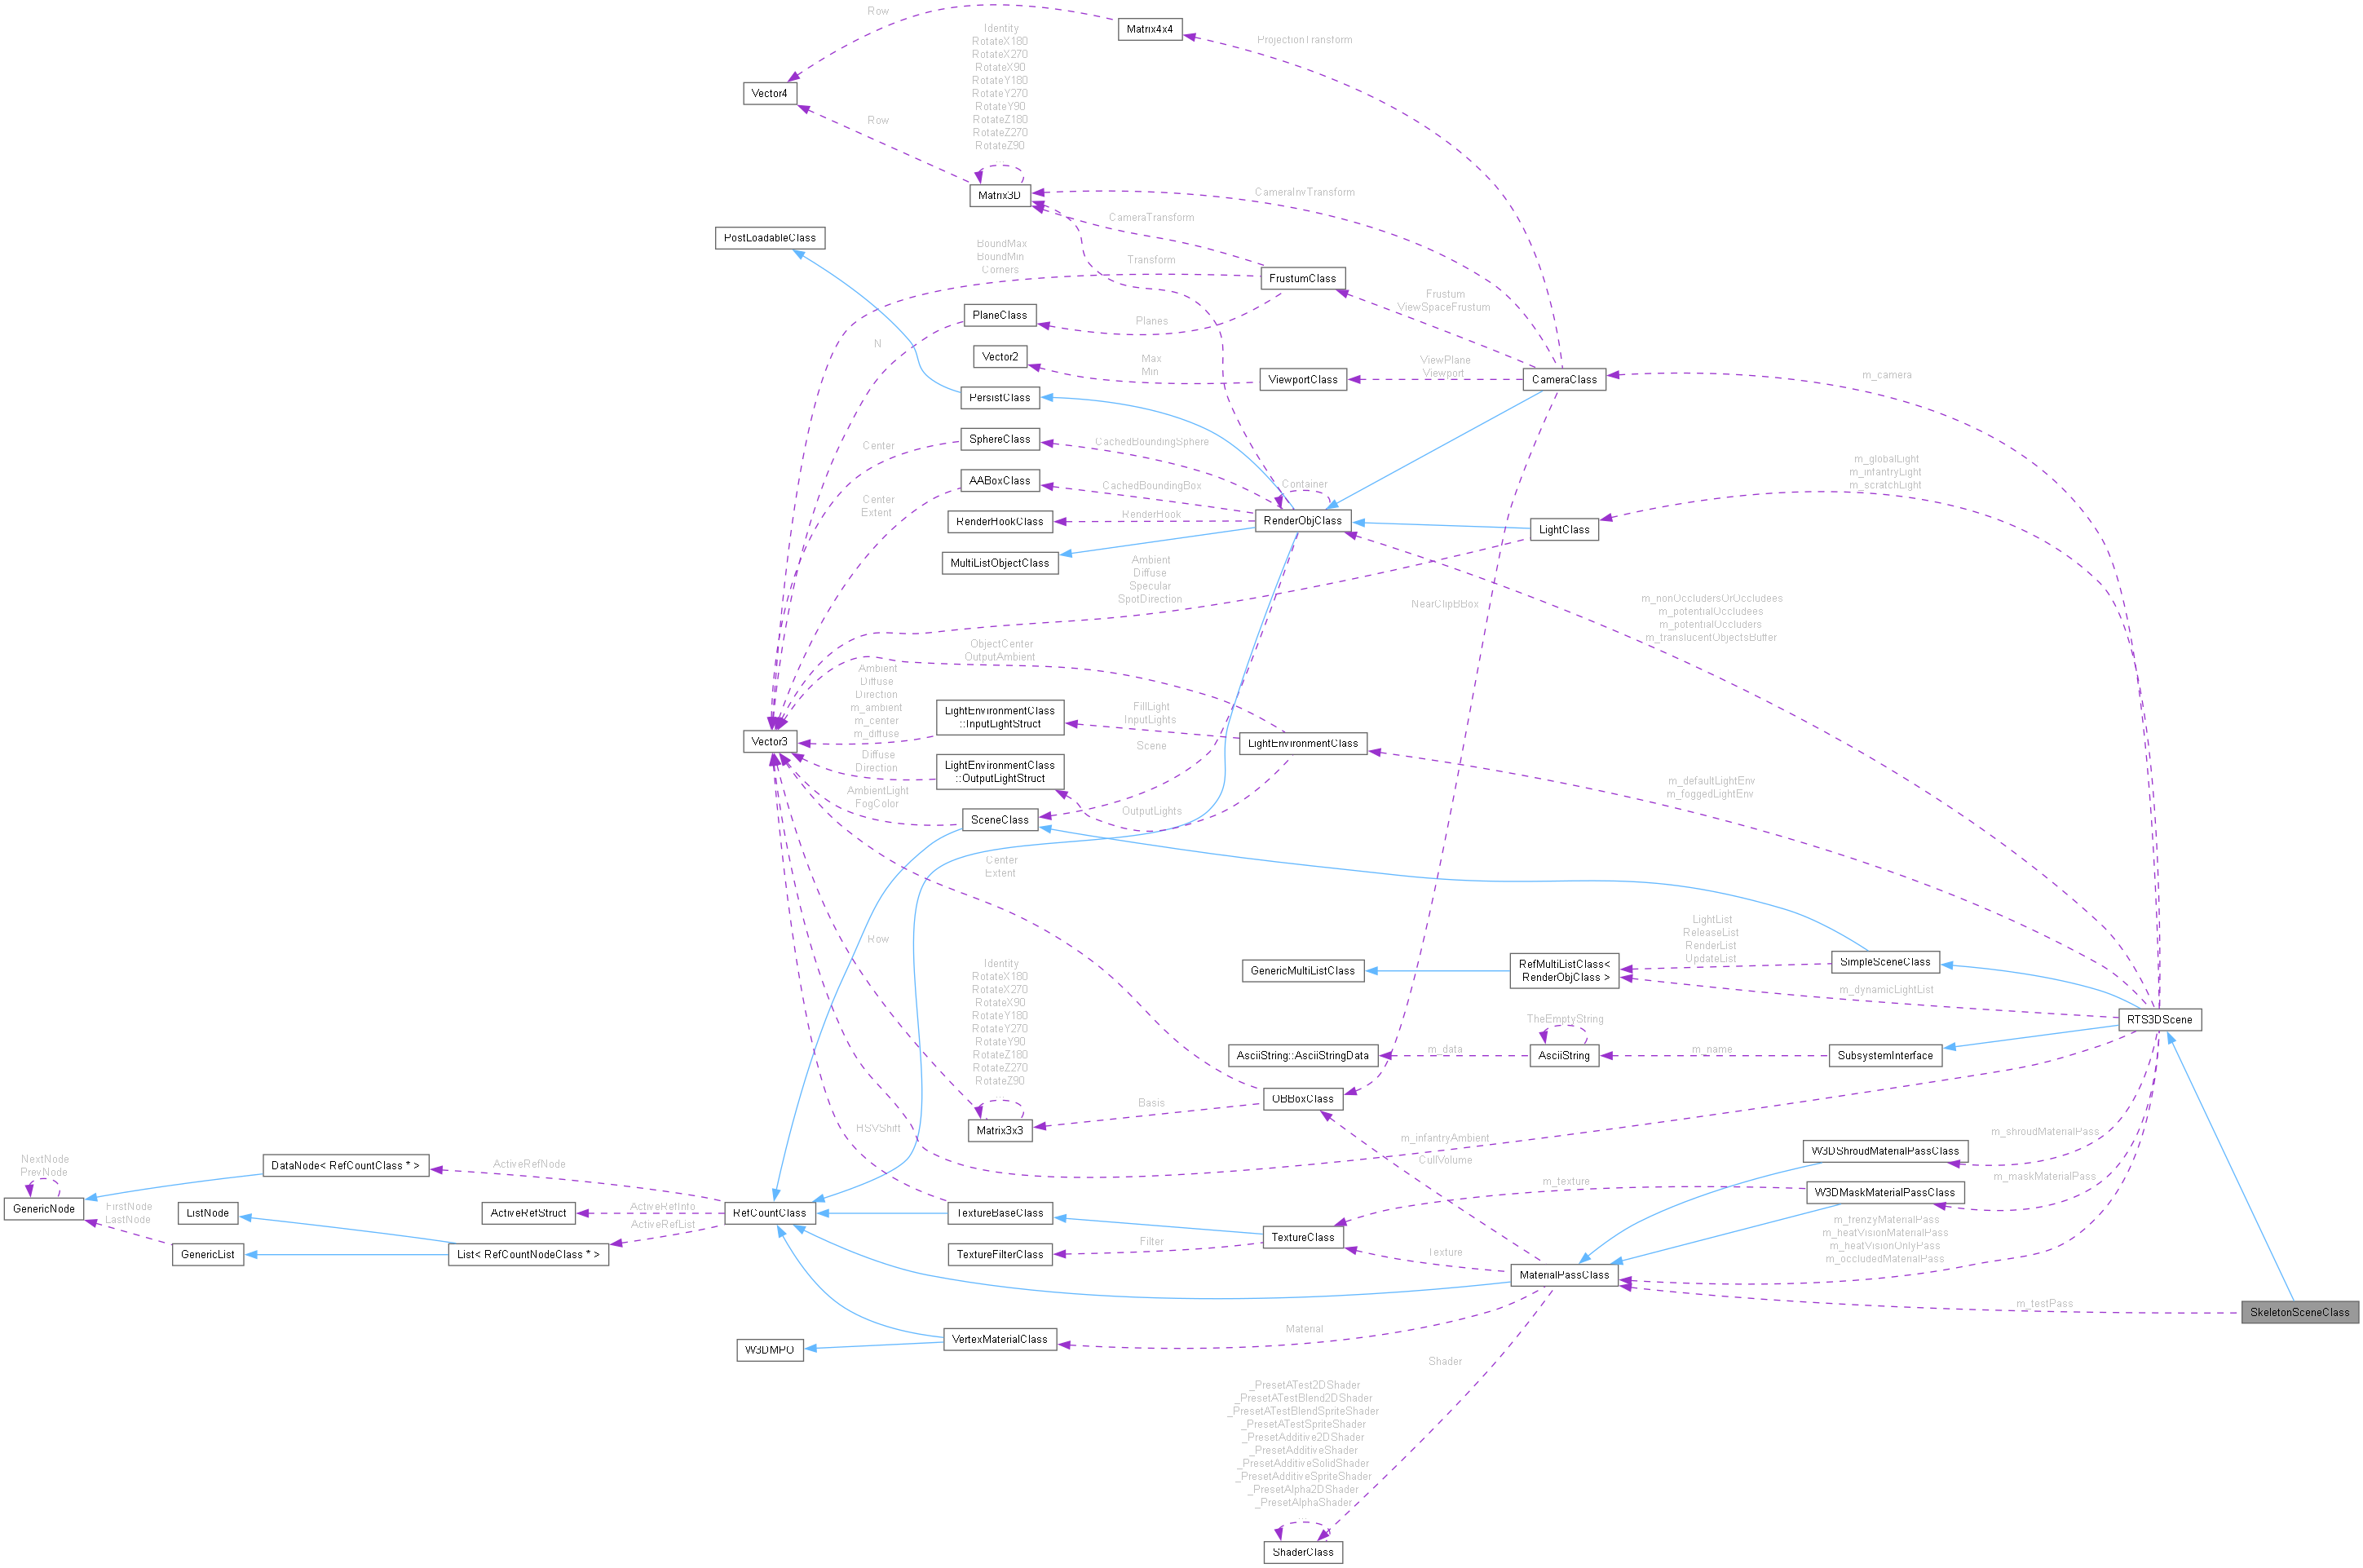 Row
Matrix4x4
ProjectionTransform
Identity
RotateX180
RotateX270
RotateX90
RotateY180
RotateY270
RotateY90
RotateZ180
RotateZ270
RotateZ90
Vector4
Row
Matrix3D
CameraInvTransform
CameraTransform
PostLoadableClass
BoundMax
BoundMin
Corners
Transform
FrustumClass
Frustum
ViewSpaceFrustum
PlaneClass
Planes
N
Vector2
Max
Min
ViewportClass
ViewPlane
Viewport
CameraClass
m_camera
PersistClass
SphereClass
Center
CachedBoundingSphere
AABoxClass
Center
Extent
CachedBoundingBox
Container
m_globalLight
m_infantryLight
m_scratchLight
RenderHookClass
RenderHook
RenderObjClass
LightClass
MultiListObjectClass
Ambient
Diffuse
Specular
SpotDirection
NearClipBBox
m_nonOccludersOrOccludees
m_potentialOccludees
m_potentialOccluders
m_translucentObjectsBuffer
ObjectCenter
OutputAmbient
Ambient
Diffuse
Direction
m_ambient
m_center
m_diffuse
LightEnvironmentClass
::InputLightStruct
FillLight
InputLights
Vector3
Scene
LightEnvironmentClass
Diffuse
Direction
LightEnvironmentClass
::OutputLightStruct
m_defaultLightEnv
m_foggedLightEnv
AmbientLight
FogColor
SceneClass
OutputLights
Center
Extent
Row
LightList
ReleaseList
RenderList
UpdateList
GenericMultiListClass
RefMultiListClass<
RenderObjClass >
SimpleSceneClass
m_dynamicLightList
Identity
RotateX180
RotateX270
RotateX90
RotateY180
RotateY270
RotateY90
RotateZ180
RotateZ270
RotateZ90
TheEmptyString
RTS3DScene
AsciiString::AsciiStringData
m_data
AsciiString
m_name
SubsystemInterface
OBBoxClass
Basis
Matrix3x3
HSVShift
m_infantryAmbient
m_shroudMaterialPass
CullVolume
W3DShroudMaterialPassClass
NextNode
PrevNode
DataNode< RefCountClass * >
ActiveRefNode
m_texture
W3DMaskMaterialPassClass
m_maskMaterialPass
GenericNode
FirstNode
LastNode
ListNode
ActiveRefStruct
ActiveRefInfo
RefCountClass
TextureBaseClass
m_frenzyMaterialPass
m_heatVisionMaterialPass
m_heatVisionOnlyPass
m_occludedMaterialPass
GenericList
List< RefCountNodeClass * >
ActiveRefList
TextureFilterClass
Filter
TextureClass
Texture
MaterialPassClass
m_testPass
SkeletonSceneClass
W3DMPO
VertexMaterialClass
Material
Shader
_PresetATest2DShader
_PresetATestBlend2DShader
_PresetATestBlendSpriteShader
_PresetATestSpriteShader
_PresetAdditive2DShader
_PresetAdditiveShader
_PresetAdditiveSolidShader
_PresetAdditiveSpriteShader
_PresetAlpha2DShader
_PresetAlphaShader
ShaderClass